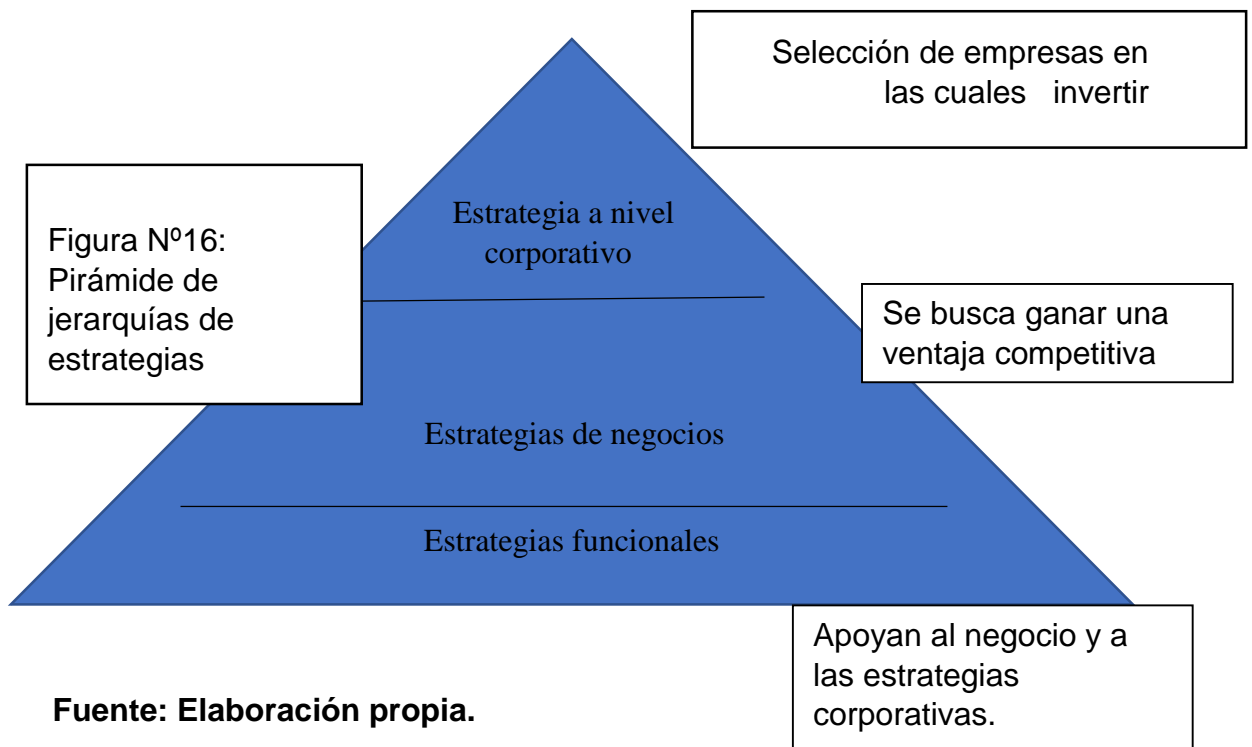 Selección de empresas en
las cuales invertir
Estrategia a nivel
corporativo
Figura Nº16:
Pirámide de
jerarquías de
estrategias
Se busca ganar una
ventaja competitiva
Estrategias de negocios
Estrategias funcionales
Apoyan al negocio y a
las estrategias
corporativas.
Fuente: Elaboración propia.